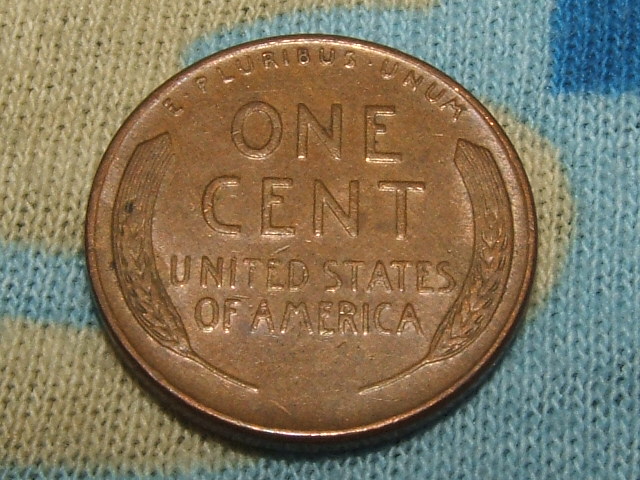 E·PLURIBUS·UNUM
ONE
CENT
UNITED STATES
OF AMERICA